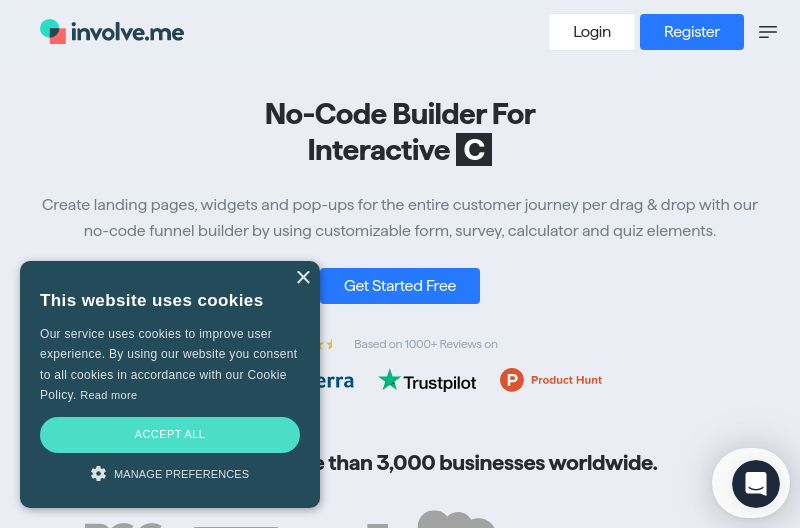 involve.me
Login
Register
No-Code Builder For
Interactive C
Create landing pages, widgets and pop-ups for the entire customer journey per drag & drop with our
no-code funnel builder by using customizable form, survey, calculator and quiz elements.
Get Started Free
Based on 1000+ Reviews on
erra
Trustpilot
P Product Hunt
than 3,000 businesses worldwide.
This website uses cookies
Our service uses cookies to improve user
experience. By using our website you consent
to all cookies in accordance with our Cookie
Policy. Read more
ACCEPT ALL
MANAGE PREFERENCES